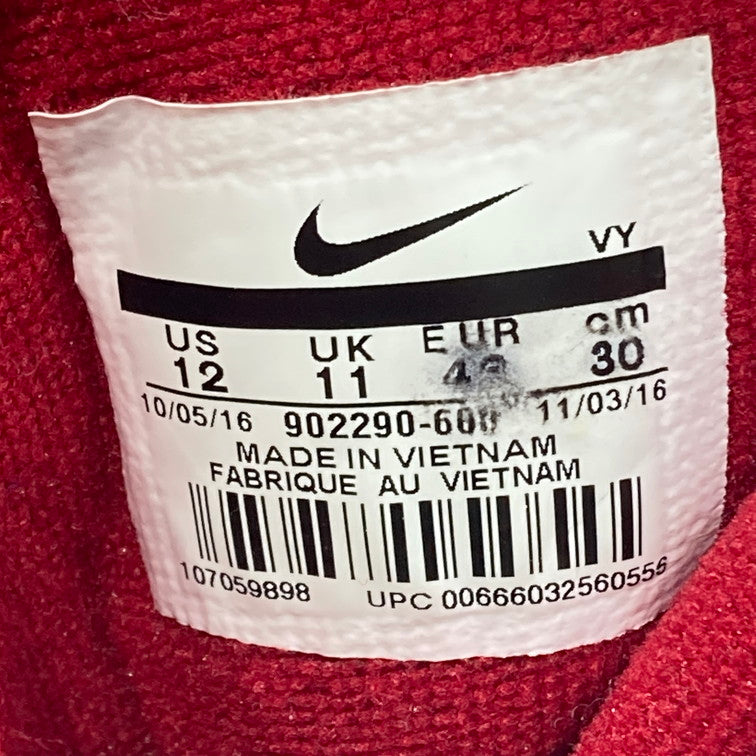 VY
US UK EUR cm
12 11 30
10/05/16 902290-600 11/03/16
MADE IN VIETNAM
FABRIQUE AU VIETNAM
107059898 UPC 00666032560556